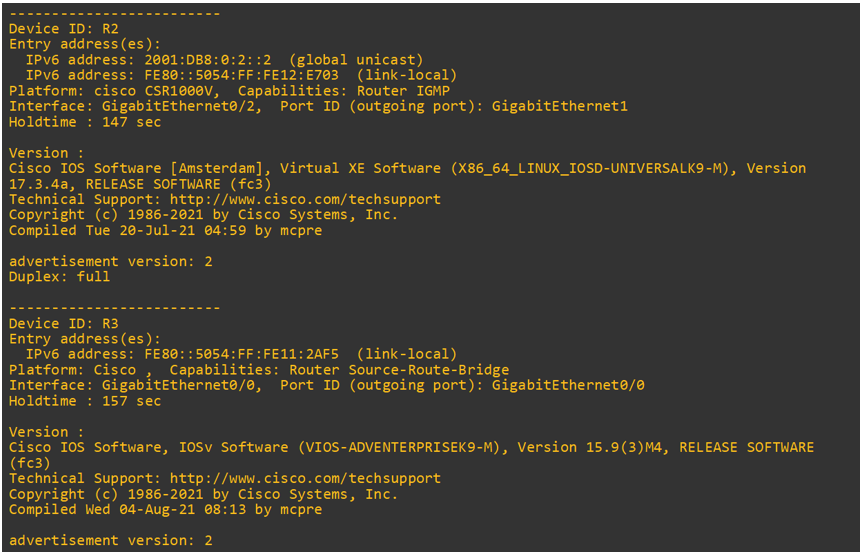 -------------------------
Device ID: R2
Entry address(es):
  IPv6 address: 2001:DB8:0:2::2  (global unicast)
  IPv6 address: FE80::5054:FF:FE12:E703  (link-local)
Platform: cisco CSR1000V,  Capabilities: Router IGMP
Interface: GigabitEthernet0/2,  Port ID (outgoing port): GigabitEthernet1
Holdtime : 147 sec

Version :
Cisco IOS Software [Amsterdam], Virtual XE Software (X86_64_LINUX_IOSD-UNIVERSALK9-M), Version
17.3.4a, RELEASE SOFTWARE (fc3)
Technical Support: http://www.cisco.com/techsupport
Copyright (c) 1986-2021 by Cisco Systems, Inc.
Compiled Tue 20-Jul-21 04:59 by mcpre

advertisement version: 2
Duplex: full

-------------------------
Device ID: R3
Entry address(es):
  IPv6 address: FE80::5054:FF:FE11:2AF5  (link-local)
Platform: Cisco ,  Capabilities: Router Source-Route-Bridge
Interface: GigabitEthernet0/0,  Port ID (outgoing port): GigabitEthernet0/0
Holdtime : 157 sec

Version :
Cisco IOS Software, IOSv Software (VIOS-ADVENTERPRISEK9-M), Version 15.9(3)M4, RELEASE SOFTWARE
(fc3)
Technical Support: http://www.cisco.com/techsupport
Copyright (c) 1986-2021 by Cisco Systems, Inc.
Compiled Wed 04-Aug-21 08:13 by mcpre

advertisement version: 2